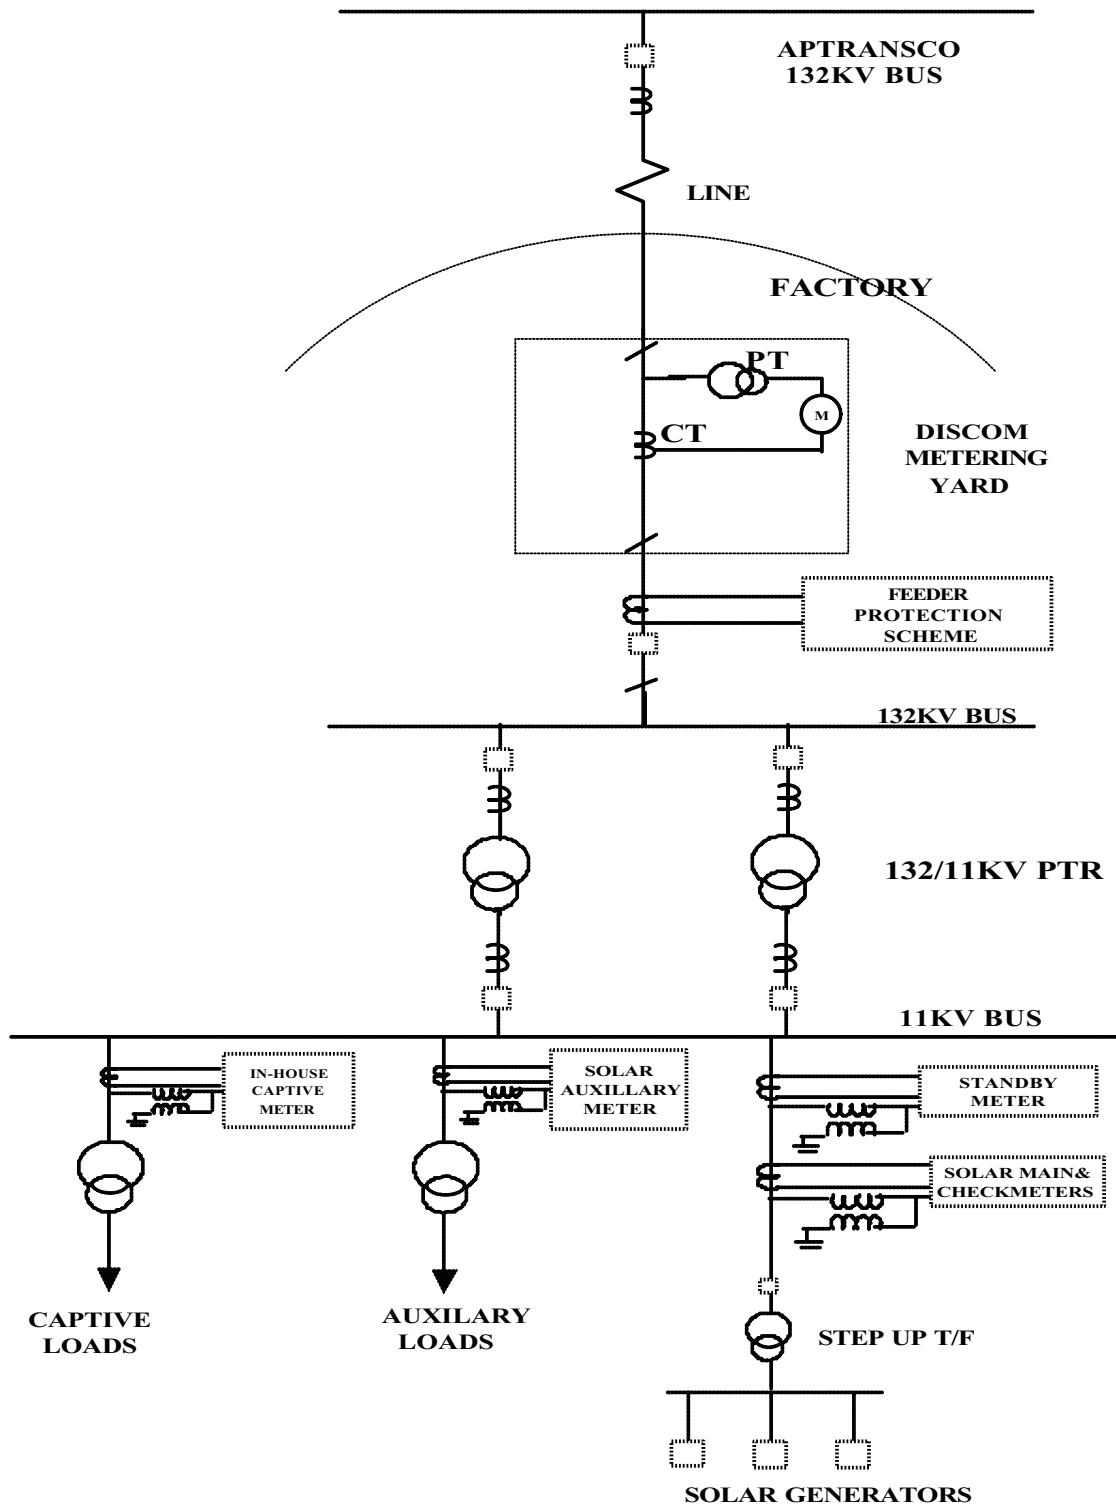 APTRANSCO
132KV BUS
LINE
FACTORY
PT
M
CT
DISCOM
METERING
YARD
FEEDER
PROTECTION
SCHEME
132KV BUS
132/11KV PTR
11KV BUS
IN-HOUSE
CAPTIVE
METER
SOLAR
AUXILLARY
METER
STANDBY
METER
SOLAR MAIN&
CHECKMETERS
CAPTIVE
LOADS
AUXILARY
LOADS
STEP UP T/F
SOLAR GENERATORS